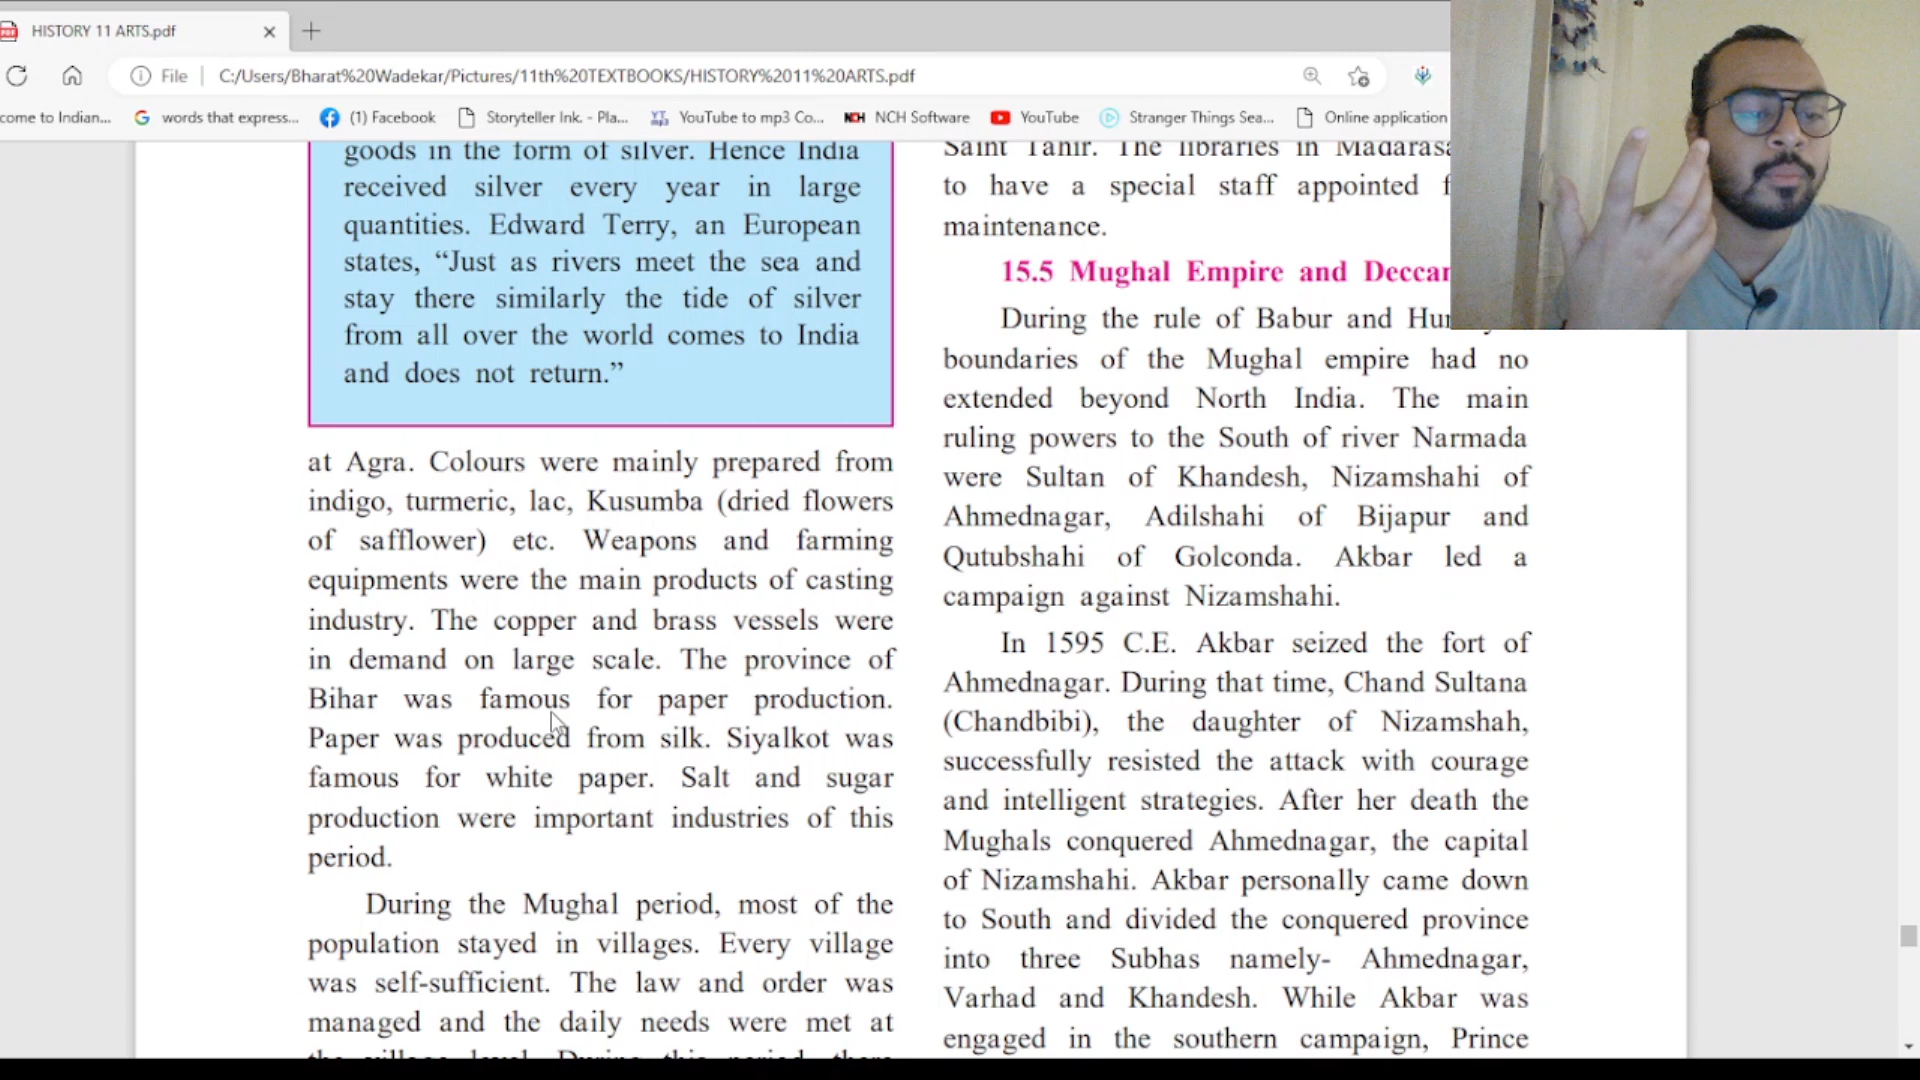 HISTORY 11 ARTS.pdf
File
C:/Users/Bharat%20Wadekar/Pictures/11th%20TEXTBOOKS/HISTORY%2011%20ARTS.pdf
come to Indian...
words that express...
(1) Facebook
Storyteller Ink. - Pla...
YouTube to mp3 Co...
NCH Software
YouTube
Stranger Things Sea...
Online application
goods in the form of silver. Hence India
received silver every year in large
quantities. Edward Terry, an European
states, “Just as rivers meet the sea and
stay there similarly the tide of silver
from all over the world comes to India
and does not return.”
at Agra. Colours were mainly prepared from
indigo, turmeric, lac, Kusumba (dried flowers
of safflower) etc. Weapons and farming
equipments were the main products of casting
industry. The copper and brass vessels were
in demand on large scale. The province of
Bihar was famous for paper production.
Paper was produced from silk. Siyalkot was
famous for white paper. Salt and sugar
production were important industries of this
period.
During the Mughal period, most of the
population stayed in villages. Every village
was self-sufficient. The law and order was
managed and the daily needs were met at
the village level. During this period, there
Saint Tahir. The libraries in Madaras
to have a special staff appointed
maintenance.
15.5 Mughal Empire and Deccan
During the rule of Babur and
boundaries of the Mughal empire had no
extended beyond North India. The main
ruling powers to the South of river Narmada
were Sultan of Khandesh, Nizamshahi of
Ahmednagar, Adilshahi of Bijapur and
Qutubshahi of Golconda. Akbar led a
campaign against Nizamshahi.
In 1595 C.E. Akbar seized the fort of
Ahmednagar. During that time, Chand Sultana
(Chandbibi), the daughter of Nizamshah,
successfully resisted the attack with courage
and intelligent strategies. After her death the
Mughals conquered Ahmednagar, the capital
of Nizamshahi. Akbar personally came down
to South and divided the conquered province
into three Subhas namely- Ahmednagar,
Varhad and Khandesh. While Akbar was
engaged in the southern campaign, Prince